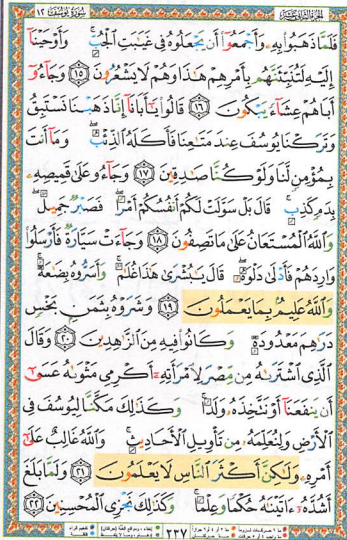 الجزء الثاني عشر سورة يوسف ١٢
فَلَمَّا ذَهَبُوا۟ بِهِۦ وَأَجْمَعُوٓا۟ أَن يَجْعَلُوهُ فِى غَيَـٰبَتِ ٱلْجُبِّ ۚ وَأَوْحَيْنَآ
إِلَيْهِ لَتُنَبِّئَنَّهُم بِأَمْرِهِمْ هَـٰذَا وَهُمْ لَا يَشْعُرُونَ ١٥ وَجَآءُو
أَبَاهُمْ عِشَآءً يَبْكُونَ ١٦ قَالُوا۟ يَـٰٓأَبَانَآ إِنَّا ذَهَبْنَا نَسْتَبِقُ
وَتَرَكْنَا يُوسُفَ عِندَ مَتَـٰعِنَا فَأَكَلَهُ ٱلذِّئْبُ ۖ وَمَآ أَنتَ
بِمُؤْمِنٍ لَّنَا وَلَوْ كُنَّا صَـٰدِقِينَ ١٧ وَجَآءُو عَلَىٰ قَمِيصِهِۦ
بِدَمٍ كَذِبٍ ۚ قَالَ بَلْ سَوَّلَتْ لَكُمْ أَنفُسُكُمْ أَمْرًا ۖ فَصَبْرٌ جَمِيلٌ ۖ
وَٱللَّهُ ٱلْمُسْتَعَانُ عَلَىٰ مَا تَصِفُونَ ١٨ وَجَآءَتْ سَيَّارَةٌ فَأَرْسَلُوا۟
وَارِدَهُمْ فَأَدْلَىٰ دَلْوَهُۥ ۖ قَالَ يَـٰبُشْرَىٰ هَـٰذَا غُلَـٰمٌ ۚ وَأَسَرُّوهُ بِضَـٰعَةً ۚ
وَٱللَّهُ عَلِيمٌۢ بِمَا يَعْمَلُونَ ١٩ وَشَرَوْهُ بِثَمَنٍۭ بَخْسٍ
دَرَٰهِمَ مَعْدُودَةٍ وَكَانُوا۟ فِيهِ مِنَ ٱلزَّٰهِدِينَ ٢٠ وَقَالَ
ٱلَّذِى ٱشْتَرَىٰهُ مِن مِّصْرَ لِٱمْرَأَتِهِۦٓ أَكْرِمِى مَثْوَىٰهُ عَسَىٰٓ
أَن يَنفَعَنَآ أَوْ نَتَّخِذَهُۥ وَلَدًا ۚ وَكَذَٰلِكَ مَكَّنَّا لِيُوسُفَ فِى
ٱلْأَرْضِ وَلِنُعَلِّمَهُۥ مِن تَأْوِيلِ ٱلْأَحَادِيثِ ۚ وَٱللَّهُ غَالِبٌ عَلَىٰٓ
أَمْرِهِۦ وَلَـٰكِنَّ أَكْثَرَ ٱلنَّاسِ لَا يَعْلَمُونَ ٢١ وَلَمَّا بَلَغَ
أَشُدَّهُۥٓ ءَاتَيْنَـٰهُ حُكْمًا وَعِلْمًا ۚ وَكَذَٰلِكَ نَجْزِى ٱلْمُحْسِنِينَ ٢٢
٢٣٧